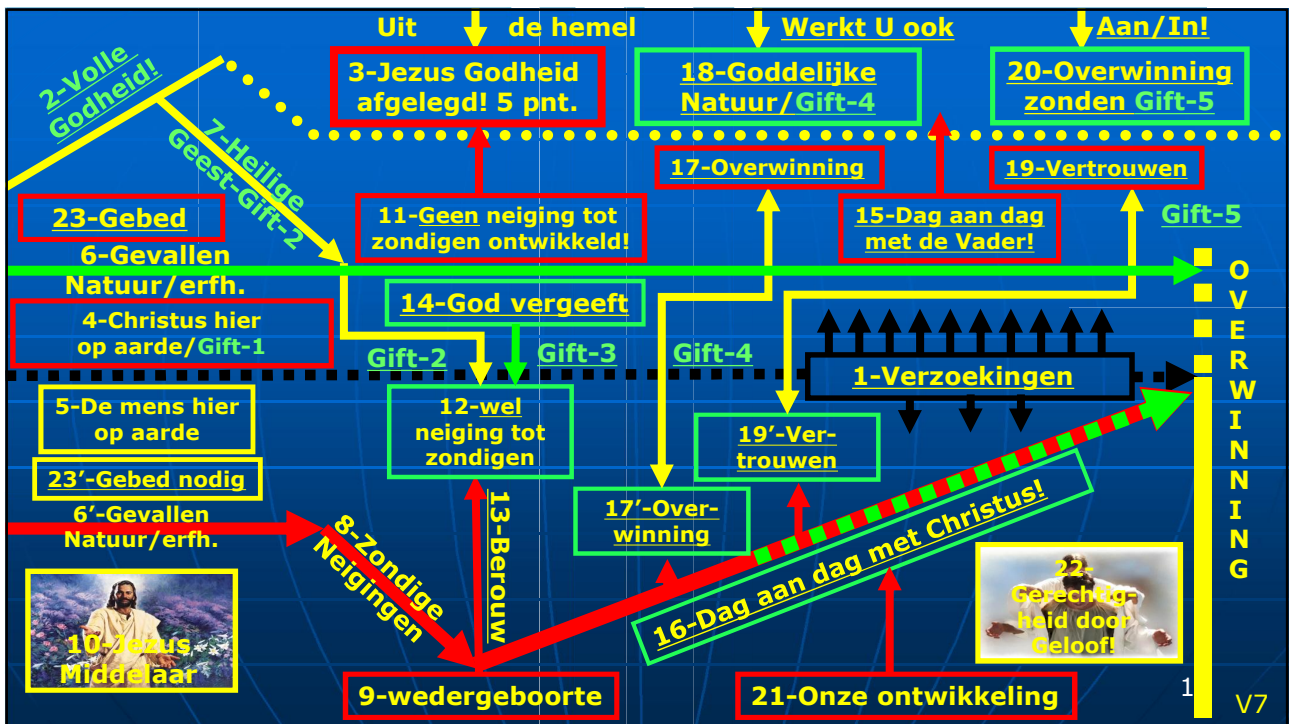 Uit de hemel Werkt U ook Aan/In!
2-Volle
Godheid!
3-Jezus Godheid
afgelegd! 5 pnt.
18-Goddelijke
Natuur/Gift-4
20-Overwinning
zonden Gift-5
7-Heilige
Geest-Gift-2
17-Overwinning
19-Vertrouwen
23-Gebed
11-Geen neiging tot
zondigen ontwikkeld!
15-Dag aan dag
met de Vader!
Gift-5
6-Gevallen
Natuur/erfh.
14-God vergeeft
4-Christus hier
op aarde/Gift-1
Gift-2
Gift-3
Gift-4
1-Verzoekingen
5-De mens hier
op aarde
12-wel
neiging tot
zondigen
19’-Ver-
trouwen
23’-Gebed nodig
6’-Gevallen
Natuur/erfh.
8-Zondige
Neigingen
13-Berouw
17’-Over-
winning
16-Dag aan dag met Christus!
O
V
E
R
W
I
N
N
I
N
G
10-Jezus
Middelaar
22-
Gerechtig-
heid door
Geloof!
9-wedergeboorte
21-Onze ontwikkeling
1
V7